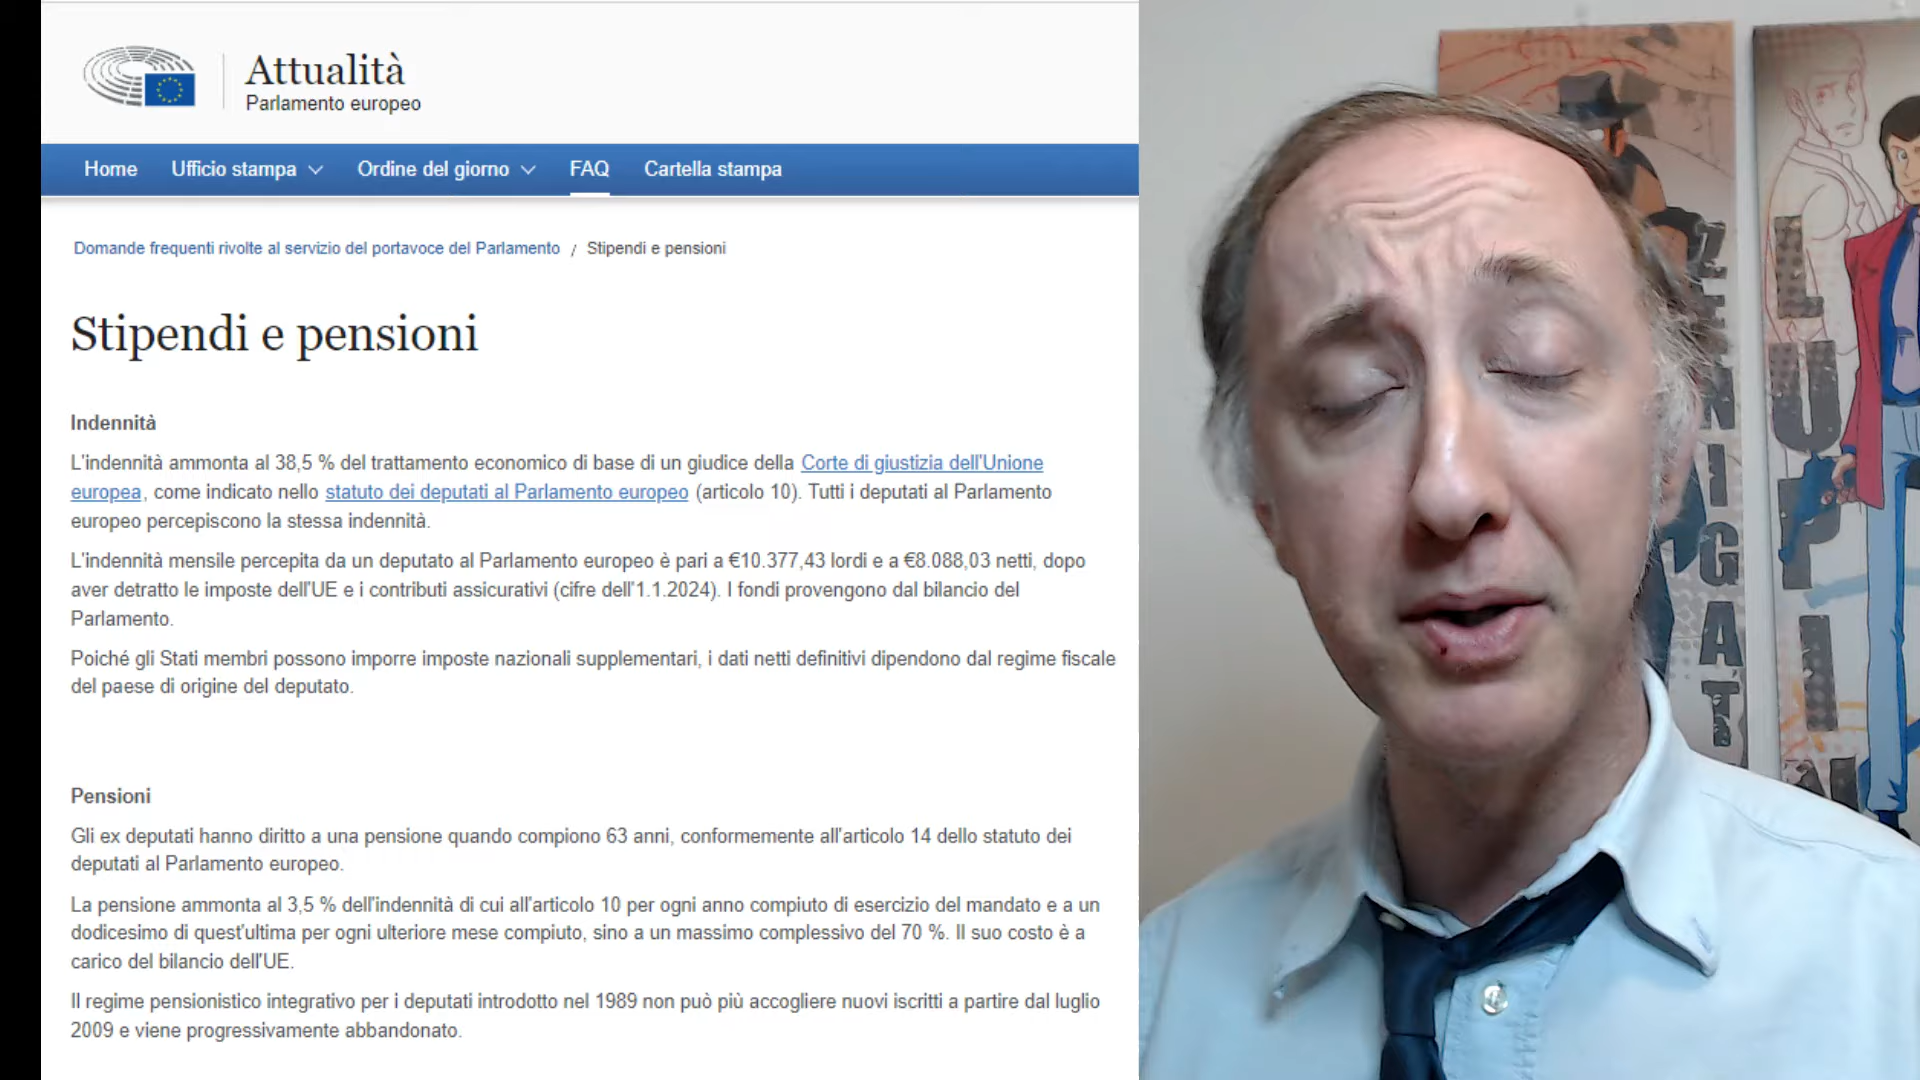 Attualità
Parlamento europeo
Home
Ufficio stampa
Ordine del giorno
FAQ
Cartella stampa
Domande frequenti rivolte al servizio del portavoce del Parlamento / Stipendi e pensioni
Stipendi e pensioni
Indennità
L'indennità ammonta al 38,5 % del trattamento economico di base di un giudice della Corte di giustizia dell'Unione
europea, come indicato nello statuto dei deputati al Parlamento europeo (articolo 10). Tutti i deputati al Parlamento
europeo percepiscono la stessa indennità.
L'indennità mensile percepita da un deputato al Parlamento europeo è pari a €10.377,43 lordi e a €8.088,03 netti, dopo
aver detratto le imposte dell'UE e i contributi assicurativi (cifre dell'1.1.2024). I fondi provengono dal bilancio del
Parlamento.
Poiché gli Stati membri possono imporre imposte nazionali supplementari, i dati netti definitivi dipendono dal regime fiscale
del paese di origine del deputato.
Pensioni
Gli ex deputati hanno diritto a una pensione quando compiono 63 anni, conformemente all'articolo 14 dello statuto dei
deputati al Parlamento europeo.
La pensione ammonta al 3,5 % dell'indennità di cui all'articolo 10 per ogni anno compiuto di esercizio del mandato e a un
dodicesimo di quest'ultima per ogni ulteriore mese compiuto, sino a un massimo complessivo del 70 %. Il suo costo è a
carico del bilancio dell'UE.
Il regime pensionistico integrativo per i deputati introdotto nel 1989 non può più accogliere nuovi iscritti a partire dal luglio
2009 e viene progressivamente abbandonato.
ZENIGAT
LUPIN